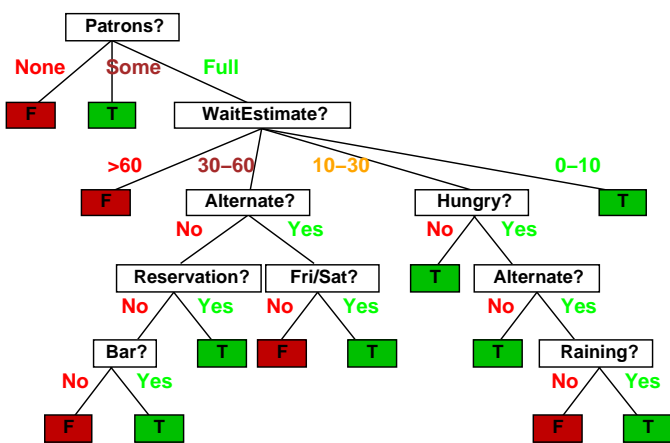 Patrons?
None Some Full
F T WaitEstimate?
>60 30–60 10–30 0–10
F Alternate? Hungry? T
No Yes No Yes
Reservation? Fri/Sat? T Alternate?
No Yes No Yes No Yes
Bar? T F T T Raining?
No Yes No Yes
F T F T